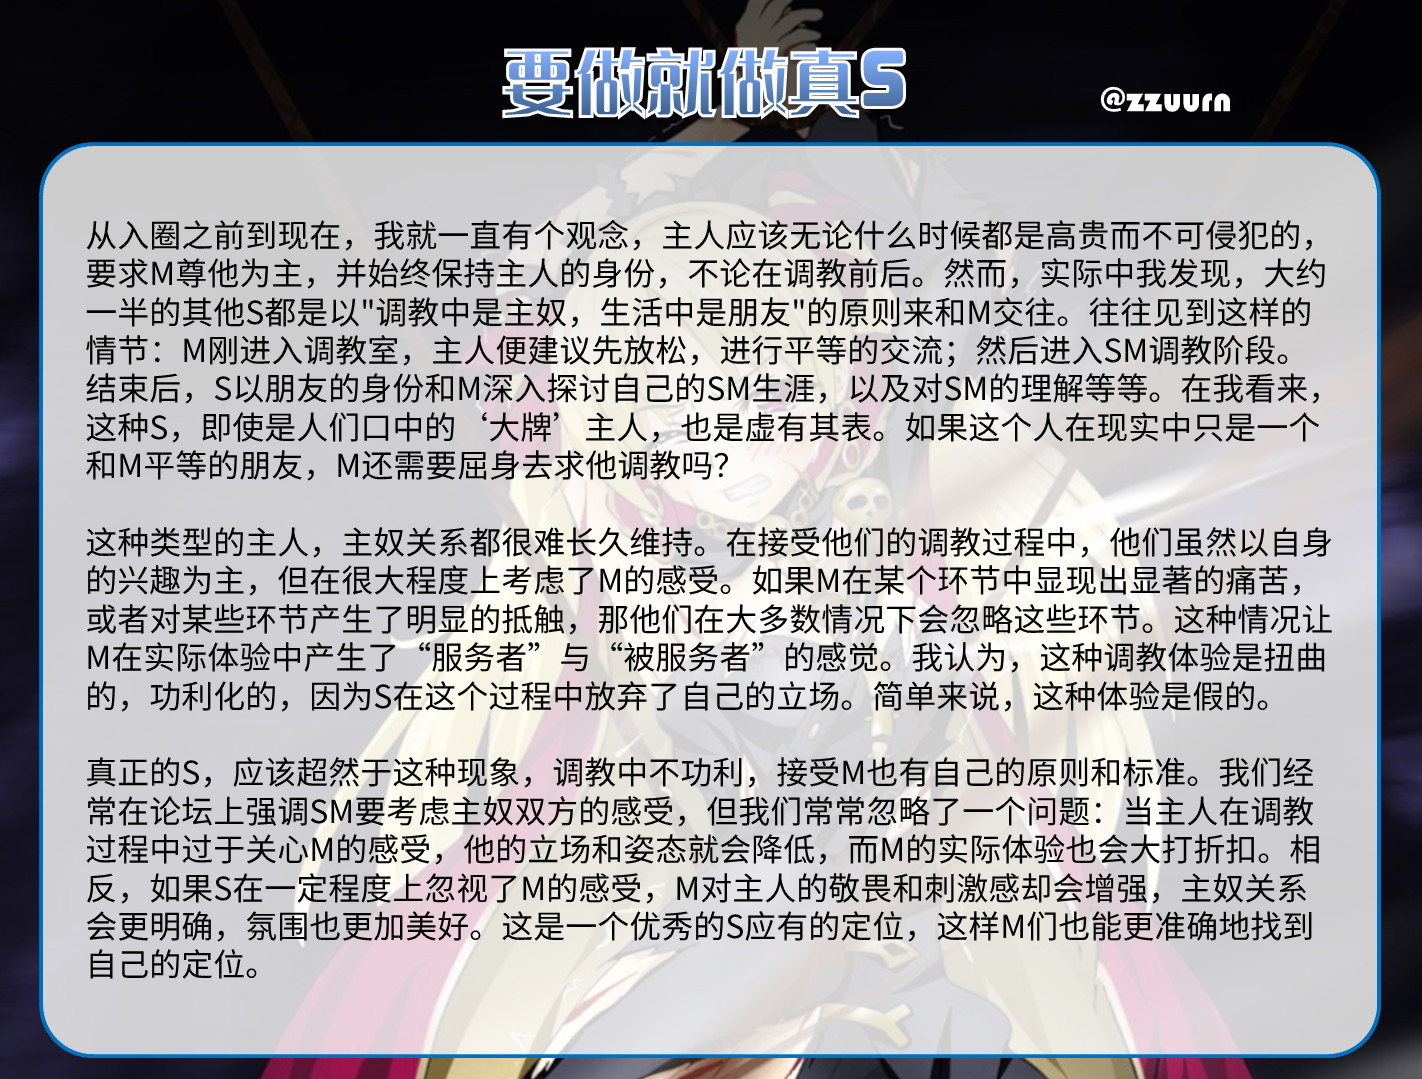 要做就做真S
@zzuurn
从入圈之前到现在，我就一直有个观念，主人应该无论什么时候都是高贵而不可侵犯的，
要求M尊他为主，并始终保持主人的身份，不论在调教前后。然而，实际中我发现，大约
一半的其他S都是以"调教中是主奴，生活中是朋友"的原则来和M交往。往往见到这样的
情节：M刚进入调教室，主人便建议先放松，进行平等的交流；然后进入SM调教阶段。
结束后，S以朋友的身份和M深入探讨自己的SM生涯，以及对SM的理解等等。在我看来，
这种S，即使是人们口中的‘大牌’主人，也是虚有其表。如果这个人在现实中只是一个
和M平等的朋友，M还需要屈身去求他调教吗？
这种类型的主人，主奴关系都很难长久维持。在接受他们的调教过程中，他们虽然以自身
的兴趣为主，但在很大程度上考虑了M的感受。如果M在某个环节中显现出显著的痛苦，
或者对某些环节产生了明显的抵触，那他们在大多数情况下会忽略这些环节。这种情况让
M在实际体验中产生了“服务者”与“被服务者”的感觉。我认为，这种调教体验是扭曲
的，功利化的，因为S在这个过程中放弃了自己的立场。简单来说，这种体验是假的。
真正的S，应该超然于这种现象，调教中不功利，接受M也有自己的原则和标准。我们经
常在论坛上强调SM要考虑主奴双方的感受，但我们常常忽略了一个问题：当主人在调教
过程中过于关心M的感受，他的立场和姿态就会降低，而M的实际体验也会大打折扣。相
反，如果S在一定程度上忽视了M的感受，M对主人的敬畏和刺激感却会增强，主奴关系
会更明确，氛围也更加美好。这是一个优秀的S应有的定位，这样M们也能更准确地找到
自己的定位。